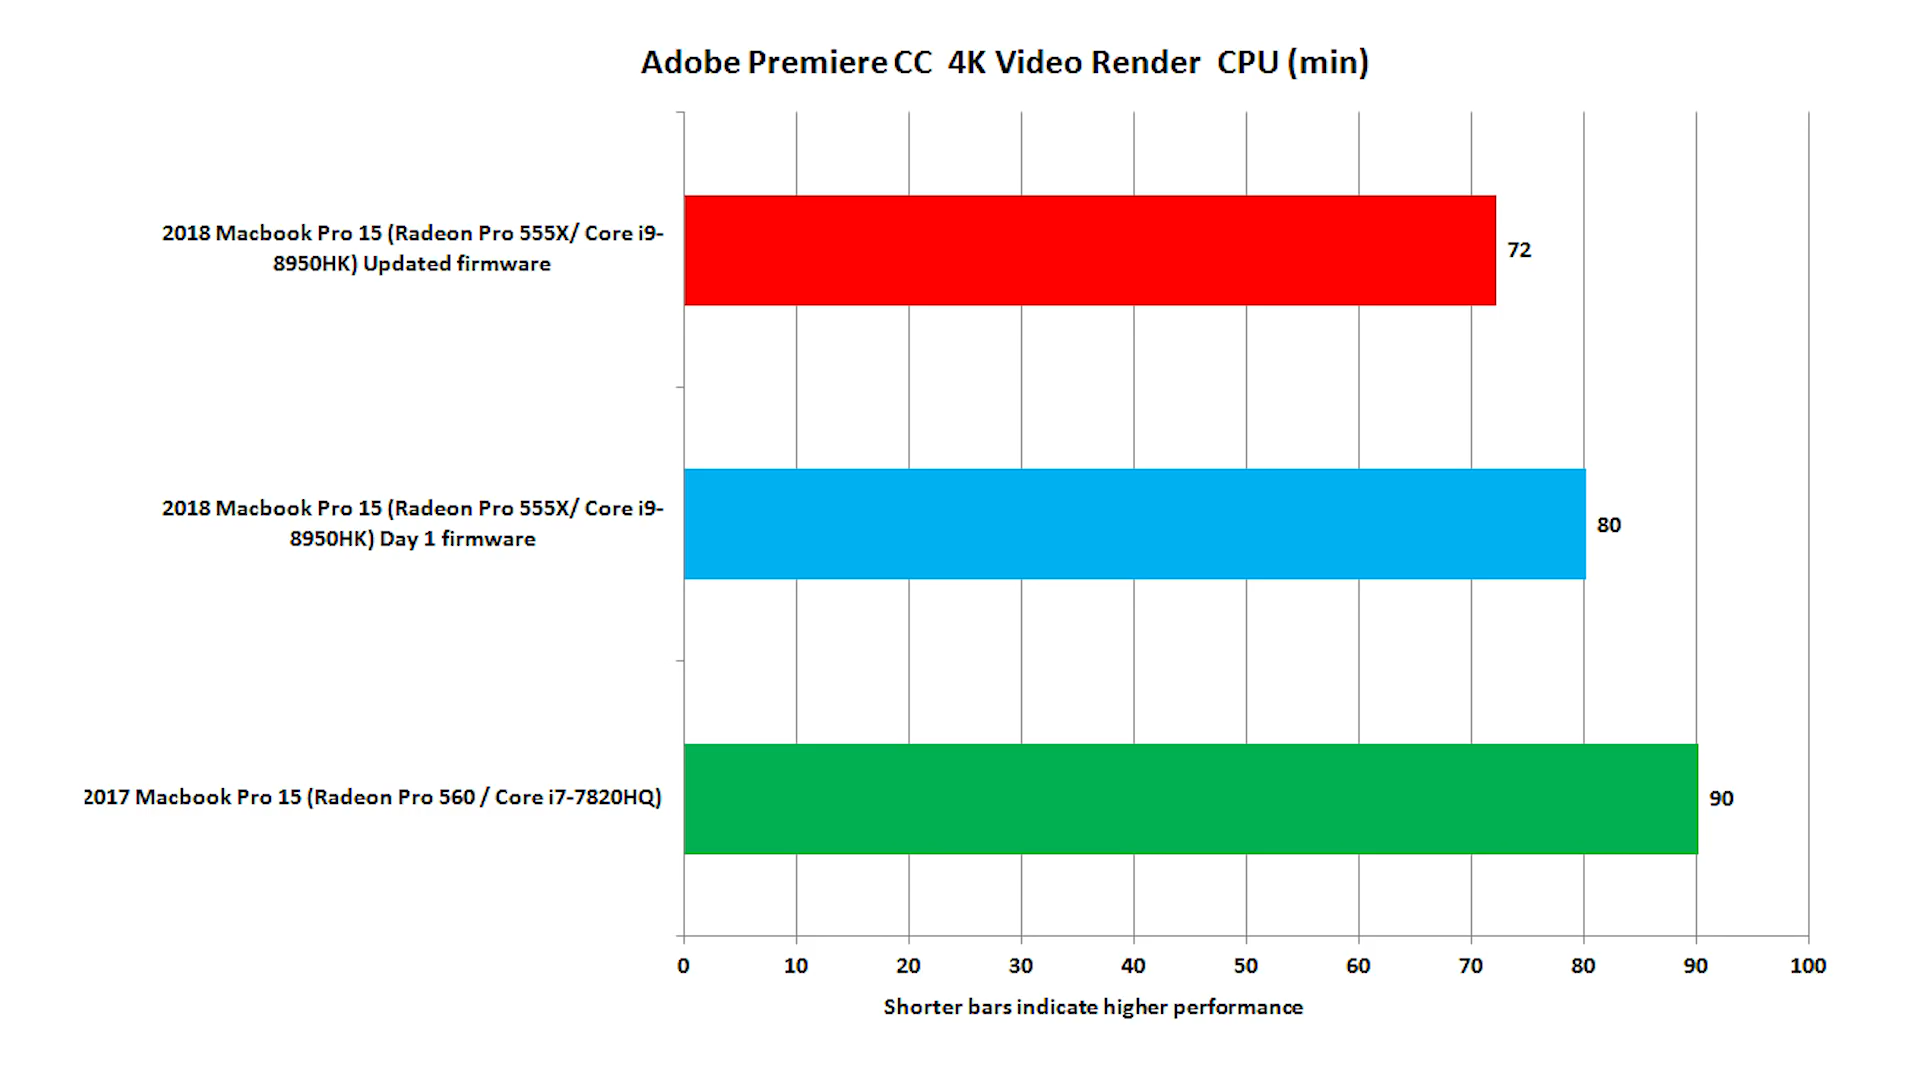 Adobe Premiere CC 4K Video Render CPU (min)
2018 Macbook Pro 15 (Radeon Pro 555X/ Core i9-
8950HK) Updated firmware
72
2018 Macbook Pro 15 (Radeon Pro 555X/ Core i9-
8950HK) Day 1 firmware
80
2017 Macbook Pro 15 (Radeon Pro 560 / Core i7-7820HQ)
90
0 10 20 30 40 50 60 70 80 90 100
Shorter bars indicate higher performance